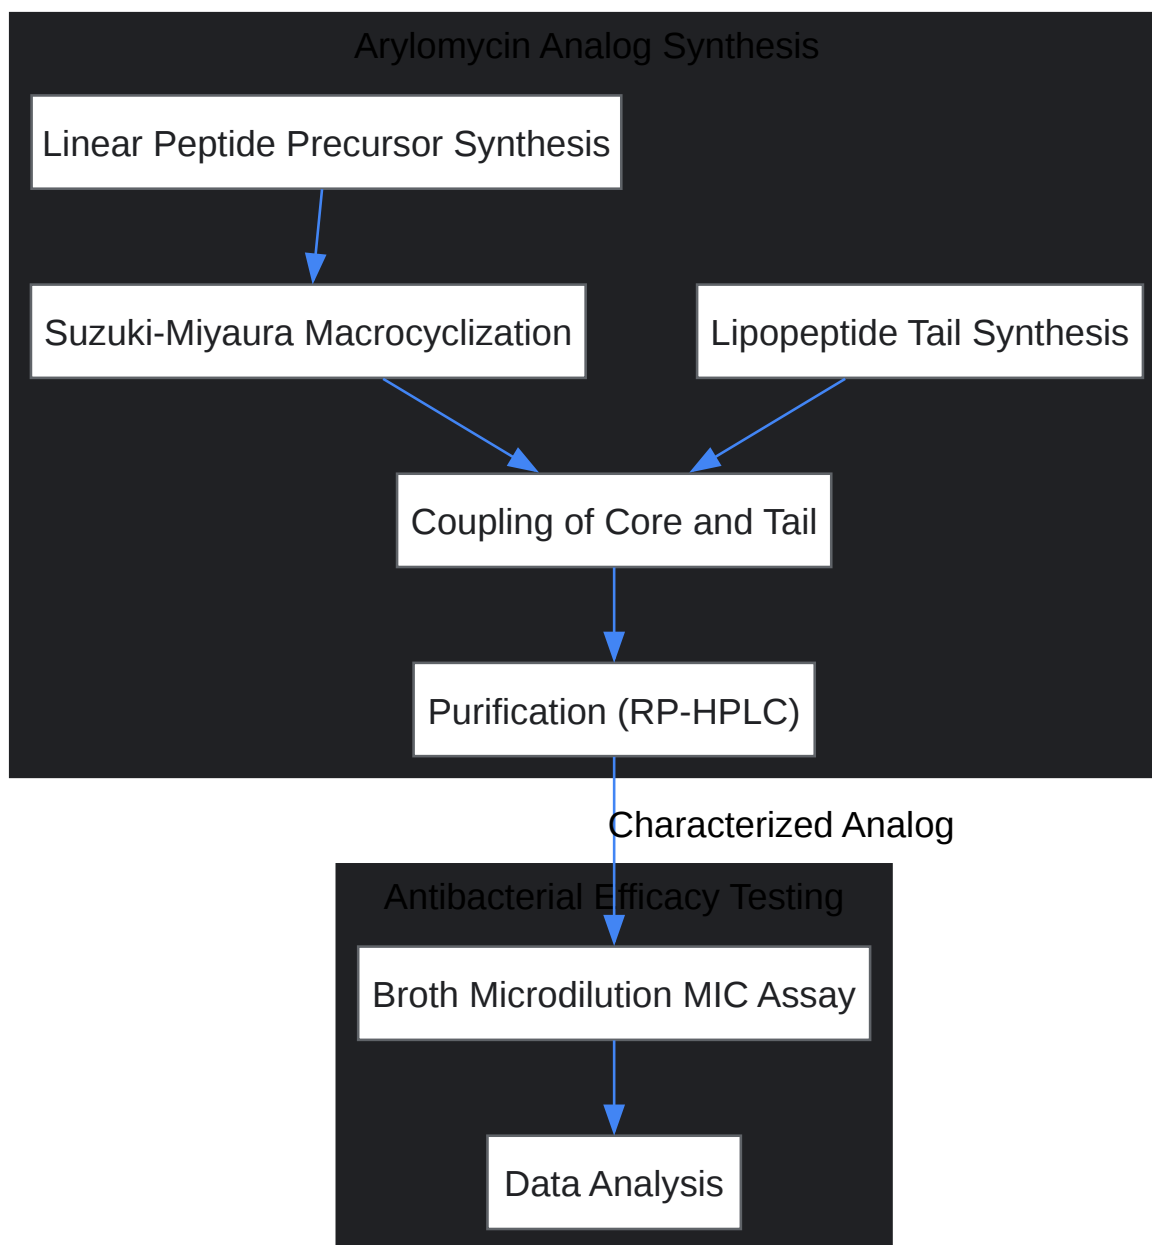 Arylomycin Analog Synthesis
Linear Peptide Precursor Synthesis
Suzuki-Miyaura Macrocyclization
Lipopeptide Tail Synthesis
Coupling of Core and Tail
Purification (RP-HPLC)
Characterized Analog
Antibacterial Efficacy Testing
Broth Microdilution MIC Assay
Data Analysis